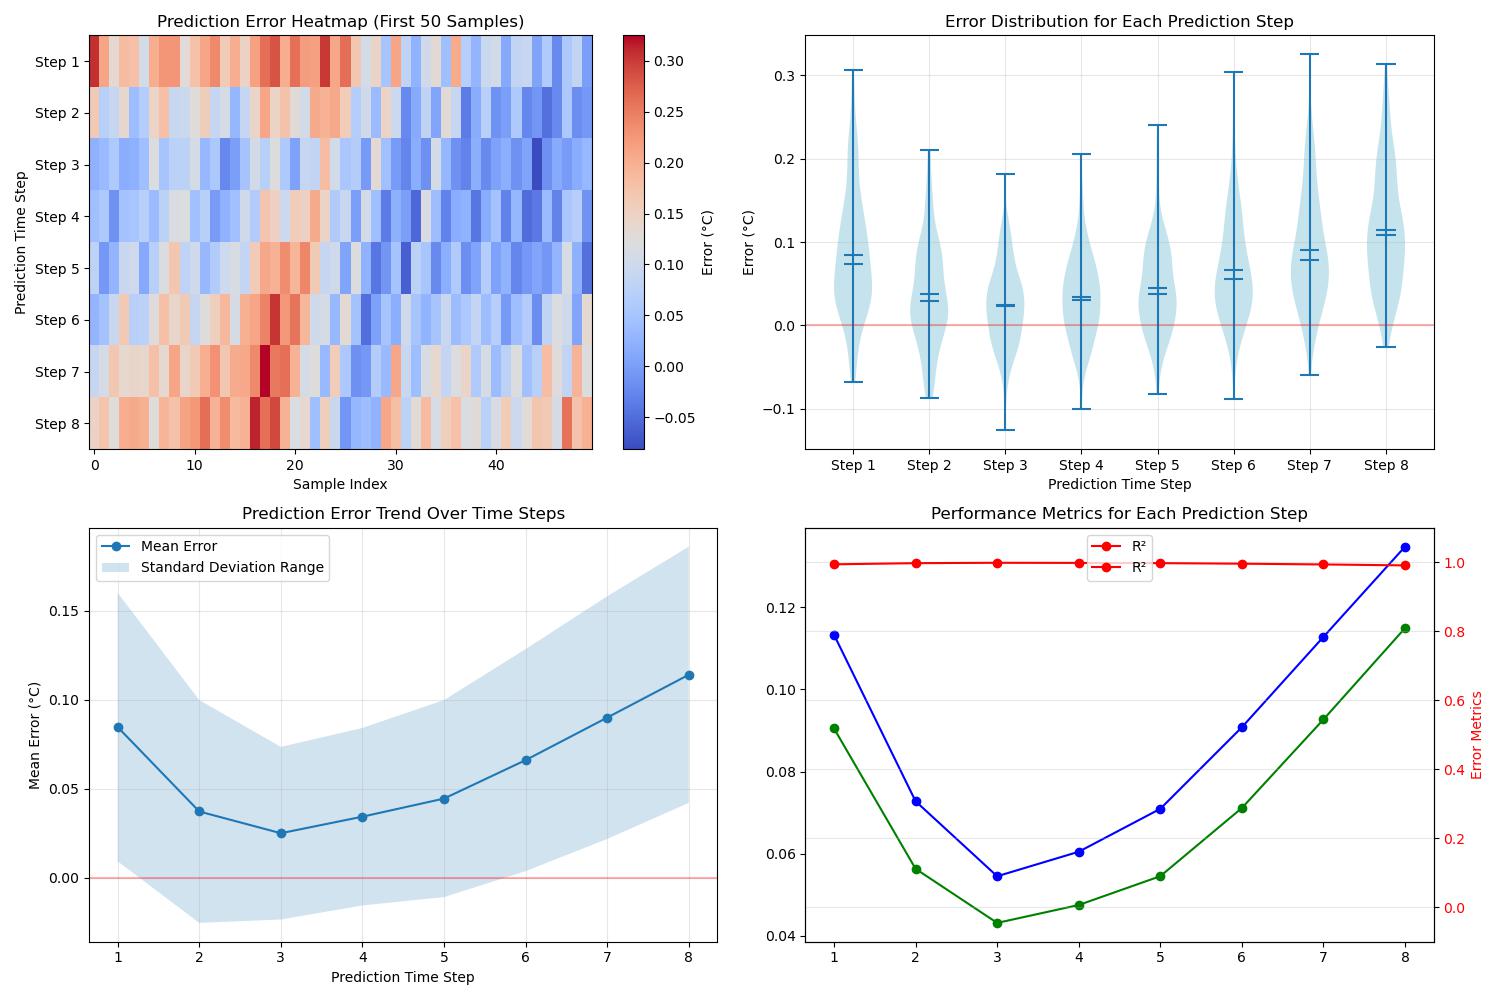 Prediction Error Heatmap (First 50 Samples)
Prediction Time Step
Step 1
Step 2
Step 3
Step 4
Step 5
Step 6
Step 7
Step 8
0
10
20
30
40
Sample Index
0.30
0.25
0.20
0.15
0.10
0.05
0.00
−0.05
Error (°C)
Error Distribution for Each Prediction Step
Error (°C)
0.3
0.2
0.1
0.0
−0.1
Step 1
Step 2
Step 3
Step 4
Step 5
Step 6
Step 7
Step 8
Prediction Time Step
Prediction Error Trend Over Time Steps
Mean Error
Standard Deviation Range
Mean Error (°C)
0.15
0.10
0.05
0.00
1
2
3
4
5
6
7
8
Prediction Time Step
Performance Metrics for Each Prediction Step
R²
R²
0.12
0.10
0.08
0.06
0.04
1
2
3
4
5
6
7
8
1.0
0.8
0.6
0.4
0.2
0.0
Error Metrics